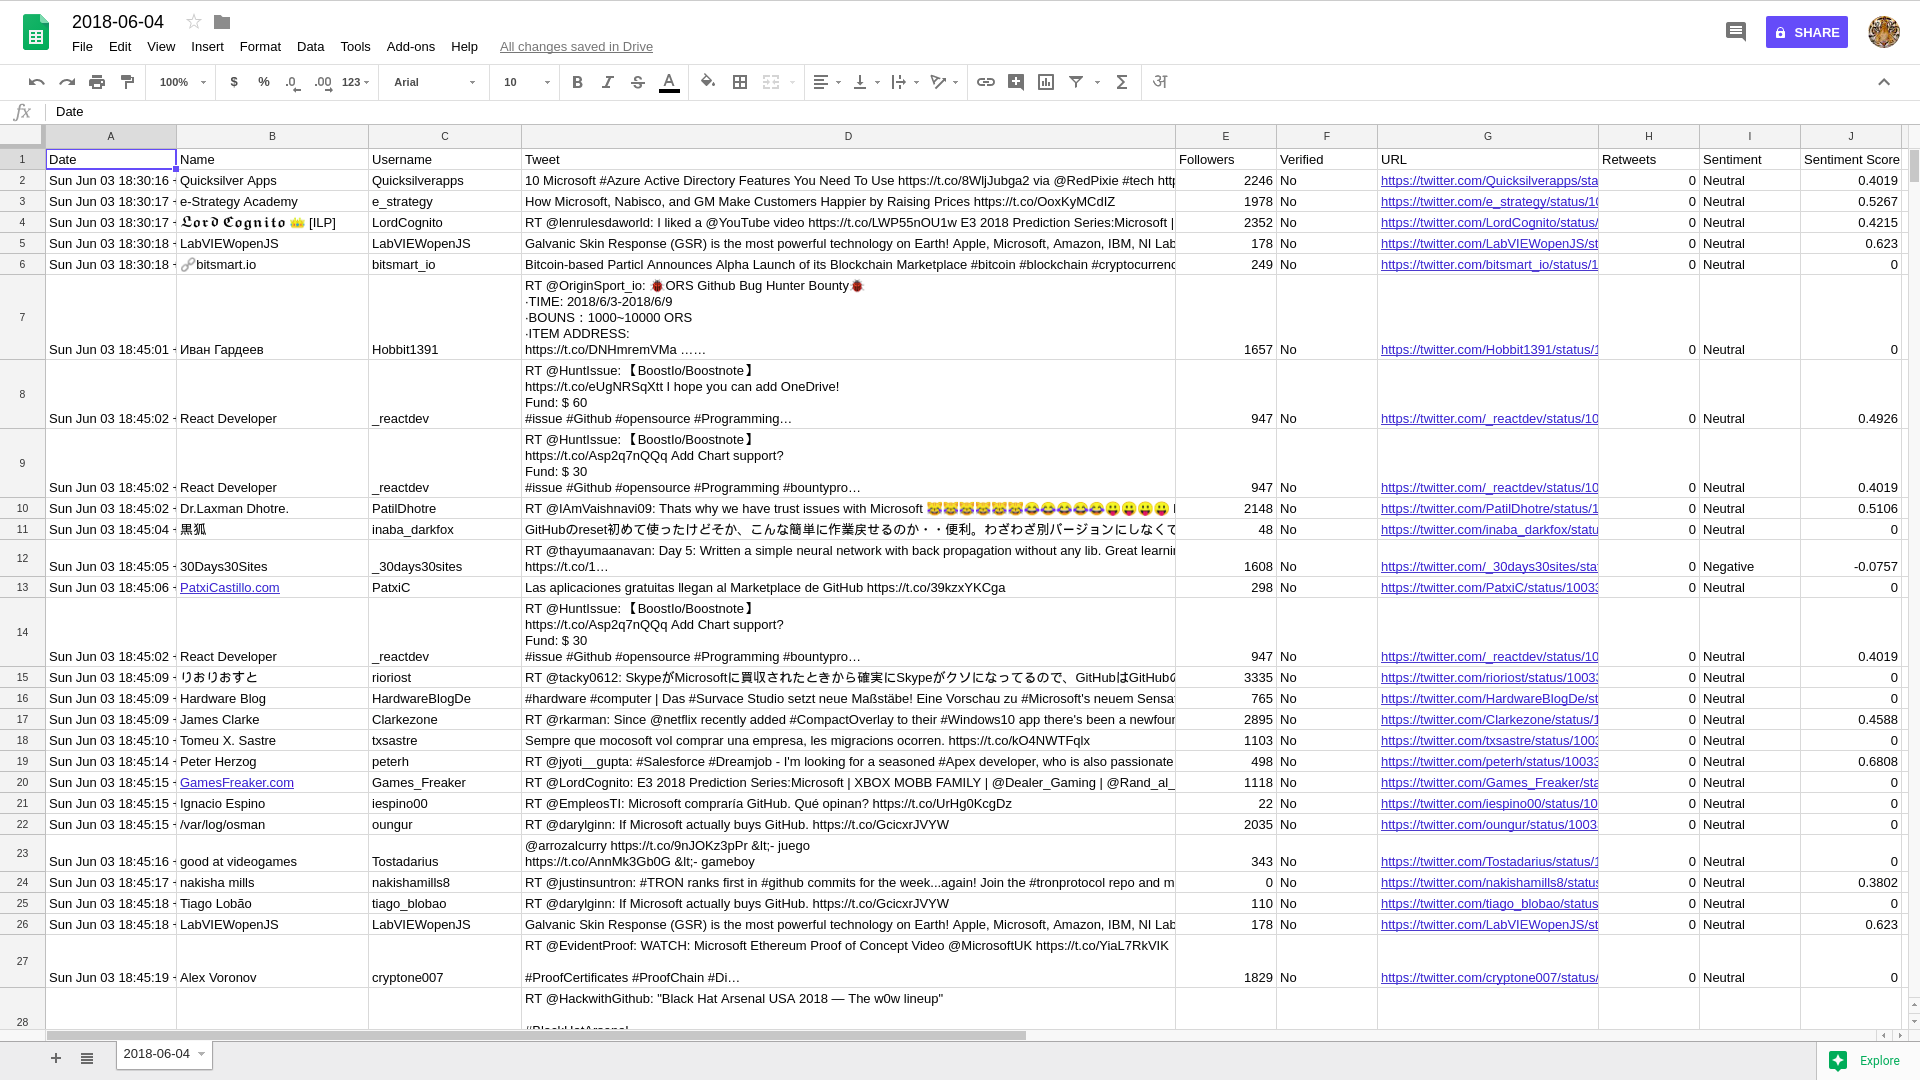 2018-06-04
File Edit View Insert Format Data Tools Add-ons Help All changes saved in Drive
SHARE
100% $ % .0 .00 123 Arial 10 B I S A Σ अ
fx Date
A B C D E F G H I J
1 Date Name Username Tweet Followers Verified URL Retweets Sentiment Sentiment Score
2 Sun Jun 03 18:30:16 Quicksilver Apps Quicksilverapps 10 Microsoft #Azure Active Directory Features You Need To Use https://t.co/8WljJubga2 via @RedPixie #tech http 2246 No https://twitter.com/Quicksilverapps/sta 0 Neutral 0.4019
3 Sun Jun 03 18:30:17 e-Strategy Academy e_strategy How Microsoft, Nabisco, and GM Make Customers Happier by Raising Prices https://t.co/OoxKyMCdIZ 1978 No https://twitter.com/e_strategy/status/10 0 Neutral 0.5267
4 Sun Jun 03 18:30:17 𝕷𝖔𝖗𝖉 𝕮𝖔𝖌𝖓𝖎𝖙𝖔 👑 [ILP] LordCognito RT @lenrulesdaworld: I liked a @YouTube video https://t.co/LWP55nOU1w E3 2018 Prediction Series:Microsoft | 2352 No https://twitter.com/LordCognito/status/ 0 Neutral 0.4215
5 Sun Jun 03 18:30:18 LabVIEWopenJS LabVIEWopenJS Galvanic Skin Response (GSR) is the most powerful technology on Earth! Apple, Microsoft, Amazon, IBM, NI Lab 178 No https://twitter.com/LabVIEWopenJS/st 0 Neutral 0.623
6 Sun Jun 03 18:30:18 🔗bitsmart.io bitsmart_io Bitcoin-based Particl Announces Alpha Launch of its Blockchain Marketplace #bitcoin #blockchain #cryptocurrenc 249 No https://twitter.com/bitsmart_io/status/1 0 Neutral 0
RT @OriginSport_io: 🐞ORS Github Bug Hunter Bounty🐞
·TIME: 2018/6/3-2018/6/9
7 ·BOUNS：1000~10000 ORS
·ITEM ADDRESS:
Sun Jun 03 18:45:01 Иван Гардеев Hobbit1391 https://t.co/DNHmremVMa …… 1657 No https://twitter.com/Hobbit1391/status/1 0 Neutral 0
RT @HuntIssue: 【BoostIo/Boostnote】
8 https://t.co/eUgNRSqXtt I hope you can add OneDrive!
Fund: $ 60
Sun Jun 03 18:45:02 React Developer _reactdev #issue #Github #opensource #Programming… 947 No https://twitter.com/_reactdev/status/10 0 Neutral 0.4926
RT @HuntIssue: 【BoostIo/Boostnote】
9 https://t.co/Asp2q7nQQq Add Chart support?
Fund: $ 30
Sun Jun 03 18:45:02 React Developer _reactdev #issue #Github #opensource #Programming #bountypro… 947 No https://twitter.com/_reactdev/status/10 0 Neutral 0.4019
10 Sun Jun 03 18:45:02 Dr.Laxman Dhotre. PatilDhotre RT @IAmVaishnavi09: Thats why we have trust issues with Microsoft 😹😹😹😹😹😹😂😂😂😂😂😛😛😛😛 2148 No https://twitter.com/PatilDhotre/status/1 0 Neutral 0.5106
11 Sun Jun 03 18:45:04 黒狐 inaba_darkfox GitHubのreset初めて使ったけどそか、こんな簡単に作業戻せるのか・・便利。わざわざ別バージョンにしなくて 48 No https://twitter.com/inaba_darkfox/statu 0 Neutral 0
12 RT @thayumaanavan: Day 5: Written a simple neural network with back propagation without any lib. Great learnin
Sun Jun 03 18:45:05 30Days30Sites _30days30sites https://t.co/1… 1608 No https://twitter.com/_30days30sites/sta 0 Negative -0.0757
13 Sun Jun 03 18:45:06 PatxiCastillo.com PatxiC Las aplicaciones gratuitas llegan al Marketplace de GitHub https://t.co/39kzxYKCga 298 No https://twitter.com/PatxiC/status/10033 0 Neutral 0
RT @HuntIssue: 【BoostIo/Boostnote】
14 https://t.co/Asp2q7nQQq Add Chart support?
Fund: $ 30
Sun Jun 03 18:45:02 React Developer _reactdev #issue #Github #opensource #Programming #bountypro… 947 No https://twitter.com/_reactdev/status/10 0 Neutral 0.4019
15 Sun Jun 03 18:45:09 りおりおすと rioriost RT @tacky0612: SkypeがMicrosoftに買収されたときから確実にSkypeがクソになってるので、GitHubはGitHubの 3335 No https://twitter.com/rioriost/status/10033 0 Neutral 0
16 Sun Jun 03 18:45:09 Hardware Blog HardwareBlogDe #hardware #computer | Das #Survace Studio setzt neue Maßstäbe! Eine Vorschau zu #Microsoft's neuem Sensat 765 No https://twitter.com/HardwareBlogDe/st 0 Neutral 0
17 Sun Jun 03 18:45:09 James Clarke Clarkezone RT @rkarman: Since @netflix recently added #CompactOverlay to their #Windows10 app there's been a newfoun 2895 No https://twitter.com/Clarkezone/status/1 0 Neutral 0.4588
18 Sun Jun 03 18:45:10 Tomeu X. Sastre txsastre Sempre que mocosoft vol comprar una empresa, les migracions ocorren. https://t.co/kO4NWTFqlx 1103 No https://twitter.com/txsastre/status/1003 0 Neutral 0
19 Sun Jun 03 18:45:14 Peter Herzog peterh RT @jyoti__gupta: #Salesforce #Dreamjob - I'm looking for a seasoned #Apex developer, who is also passionate 498 No https://twitter.com/peterh/status/10033 0 Neutral 0.6808
20 Sun Jun 03 18:45:15 GamesFreaker.com Games_Freaker RT @LordCognito: E3 2018 Prediction Series:Microsoft | XBOX MOBB FAMILY | @Dealer_Gaming | @Rand_al_ 1118 No https://twitter.com/Games_Freaker/sta 0 Neutral 0
21 Sun Jun 03 18:45:15 Ignacio Espino iespino00 RT @EmpleosTI: Microsoft compraría GitHub. Qué opinan? https://t.co/UrHg0KcgDz 22 No https://twitter.com/iespino00/status/10 0 Neutral 0
22 Sun Jun 03 18:45:15 /var/log/osman oungur RT @darylginn: If Microsoft actually buys GitHub. https://t.co/GcicxrJVYW 2035 No https://twitter.com/oungur/status/1003 0 Neutral 0
23 @arrozalcurry https://t.co/9nJOKz3pPr &lt;- juego
Sun Jun 03 18:45:16 good at videogames Tostadarius https://t.co/AnnMk3Gb0G &lt;- gameboy 343 No https://twitter.com/Tostadarius/status/1 0 Neutral 0
24 Sun Jun 03 18:45:17 nakisha mills nakishamills8 RT @justinsuntron: #TRON ranks first in #github commits for the week...again! Join the #tronprotocol repo and m 0 No https://twitter.com/nakishamills8/status 0 Neutral 0.3802
25 Sun Jun 03 18:45:18 Tiago Lobão tiago_blobao RT @darylginn: If Microsoft actually buys GitHub. https://t.co/GcicxrJVYW 110 No https://twitter.com/tiago_blobao/status 0 Neutral 0
26 Sun Jun 03 18:45:18 LabVIEWopenJS LabVIEWopenJS Galvanic Skin Response (GSR) is the most powerful technology on Earth! Apple, Microsoft, Amazon, IBM, NI Lab 178 No https://twitter.com/LabVIEWopenJS/st 0 Neutral 0.623
RT @EvidentProof: WATCH: Microsoft Ethereum Proof of Concept Video @MicrosoftUK https://t.co/YiaL7RkVIK
27
Sun Jun 03 18:45:19 Alex Voronov cryptone007 #ProofCertificates #ProofChain #Di… 1829 No https://twitter.com/cryptone007/status/ 0 Neutral 0
RT @HackwithGithub: "Black Hat Arsenal USA 2018 — The w0w lineup"
28
2018-06-04
Explore